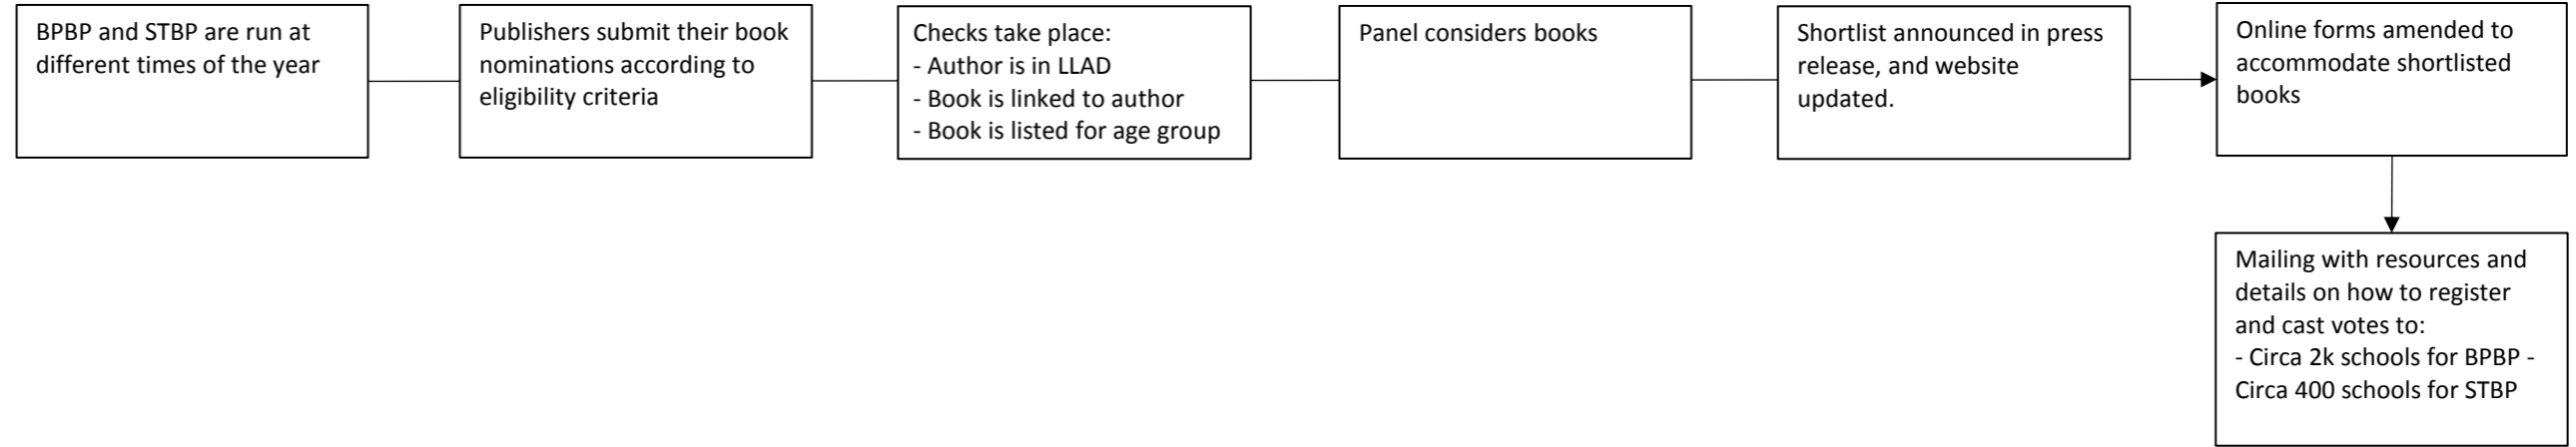 BPBP and STBP are run at
different times of the year
Publishers submit their book
nominations according to
eligibility criteria
Checks take place:
- Author is in LLAD
- Book is linked to author
- Book is listed for age group
Panel considers books
Shortlist announced in press
release, and website
updated.
Online forms amended to
accommodate shortlisted
books
Mailing with resources and
details on how to register
and cast votes to:
- Circa 2k schools for BPBP -
Circa 400 schools for STBP